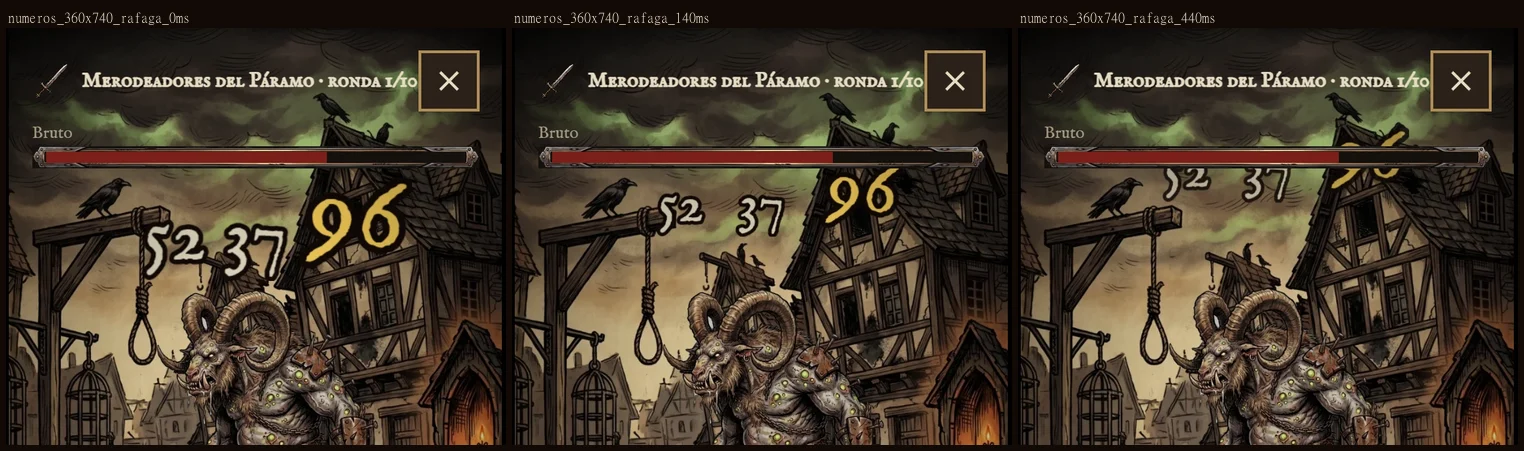 numeros_360x740_rafaga_0ms
Merodeadores del Páramo · ronda 1/10
Bruto
52 37 96
numeros_360x740_rafaga_140ms
Merodeadores del Páramo · ronda 1/10
Bruto
52 37 96
numeros_360x740_rafaga_440ms
Merodeadores del Páramo · ronda 1/10
Bruto
52 37 96